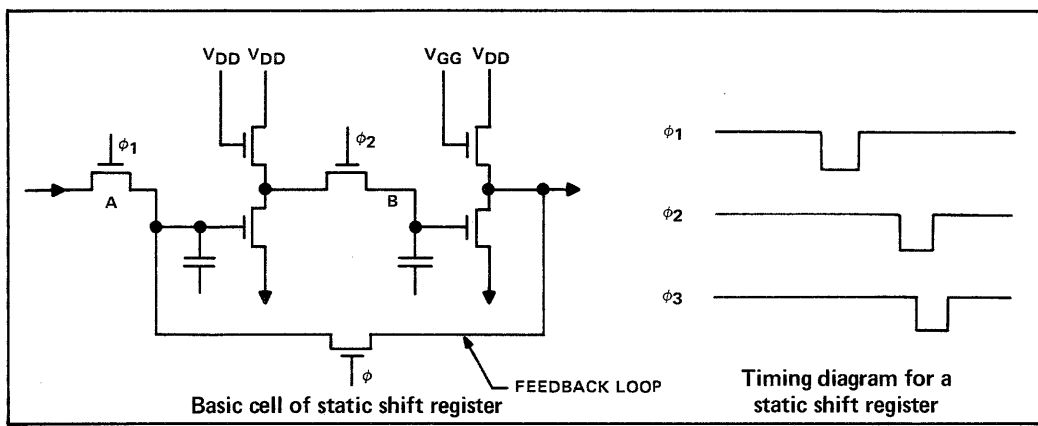 VDD VDD
VGG VDD
ϕ1
ϕ2
A
B
ϕ
FEEDBACK LOOP
Basic cell of static shift register
ϕ1
ϕ2
ϕ3
Timing diagram for a
static shift register